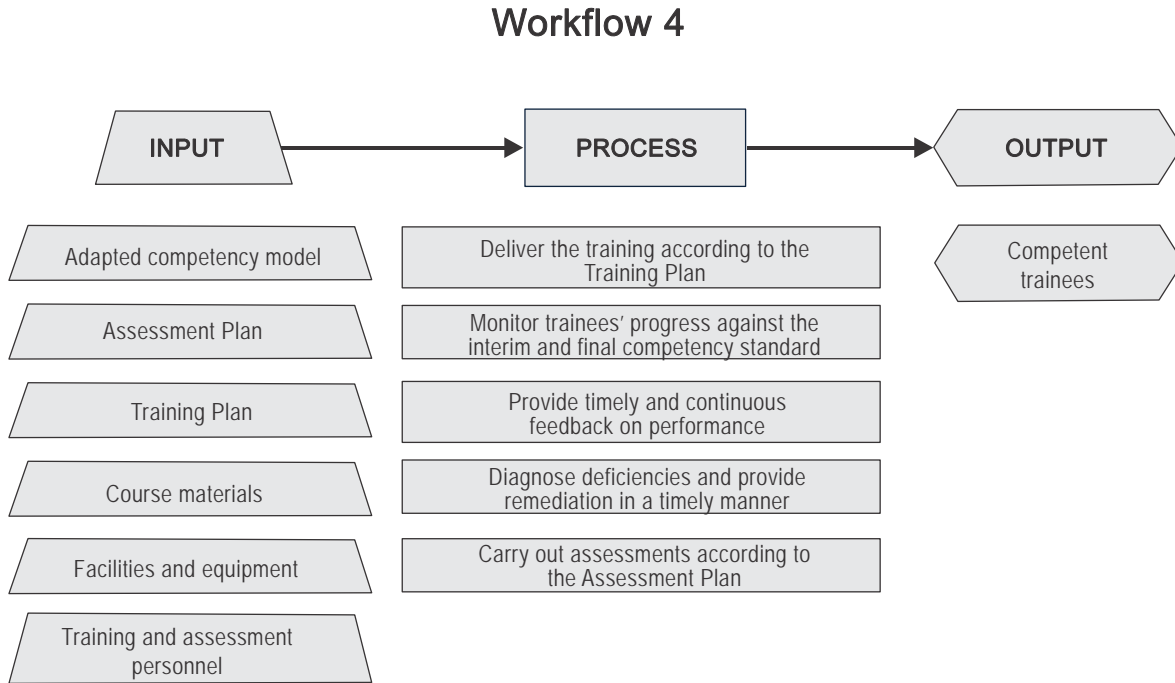 Workflow 4
INPUT
PROCESS
OUTPUT
Adapted competency model
Assessment Plan
Training Plan
Course materials
Facilities and equipment
Training and assessment
personnel
Deliver the training according to the
Training Plan
Monitor trainees’ progress against the
interim and final competency standard
Provide timely and continuous
feedback on performance
Diagnose deficiencies and provide
remediation in a timely manner
Carry out assessments according to
the Assessment Plan
Competent
trainees